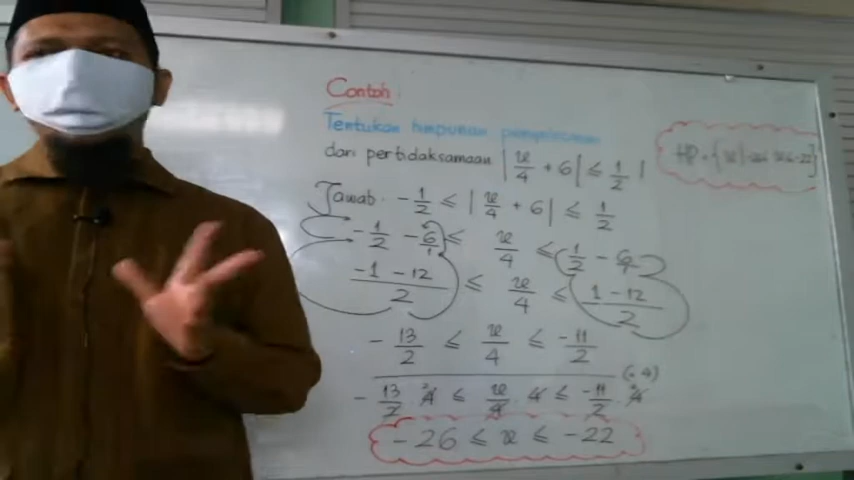 Contoh
Tentukan himpunan penyelesaian
dari pertidaksamaan |x/4 + 6| ≤ 1/2 !
Jawab. -1/2 ≤ |x/4 + 6| ≤ 1/2
-1/2 - 6/1 ≤ x/4 ≤ 1/2 - 6/1
(-1 - 12)/2 ≤ x/4 ≤ (1 - 12)/2
-13/2 ≤ x/4 ≤ -11/2
(· 4)
-13/2 4 ² ≤ x/4 4 ≤ -11/2 4 ²
-26 ≤ x ≤ -22
HP = {x | -26 ≤ x ≤ -22}